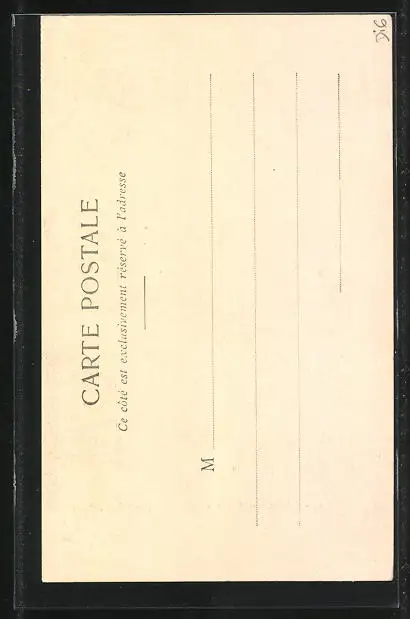 CARTE POSTALE
Ce côté est exclusivement réservé à l'adresse
M